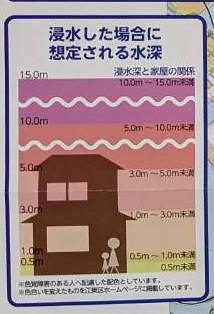 浸水した場合に
想定される水深
浸水深と家屋の関係
15.0m
10.0m ～ 15.0m未満
10.0m
5.0m ～ 10.0m未満
5.0m
3.0m ～ 5.0m未満
3.0m
1.0m ～ 3.0m未満
1.0m
0.5m ～ 1.0m未満
0.5m
0.5m未満
※色覚障害のある人へ配慮した配色としています。
※色合いを変えたものを江東区ホームページに掲載しています。